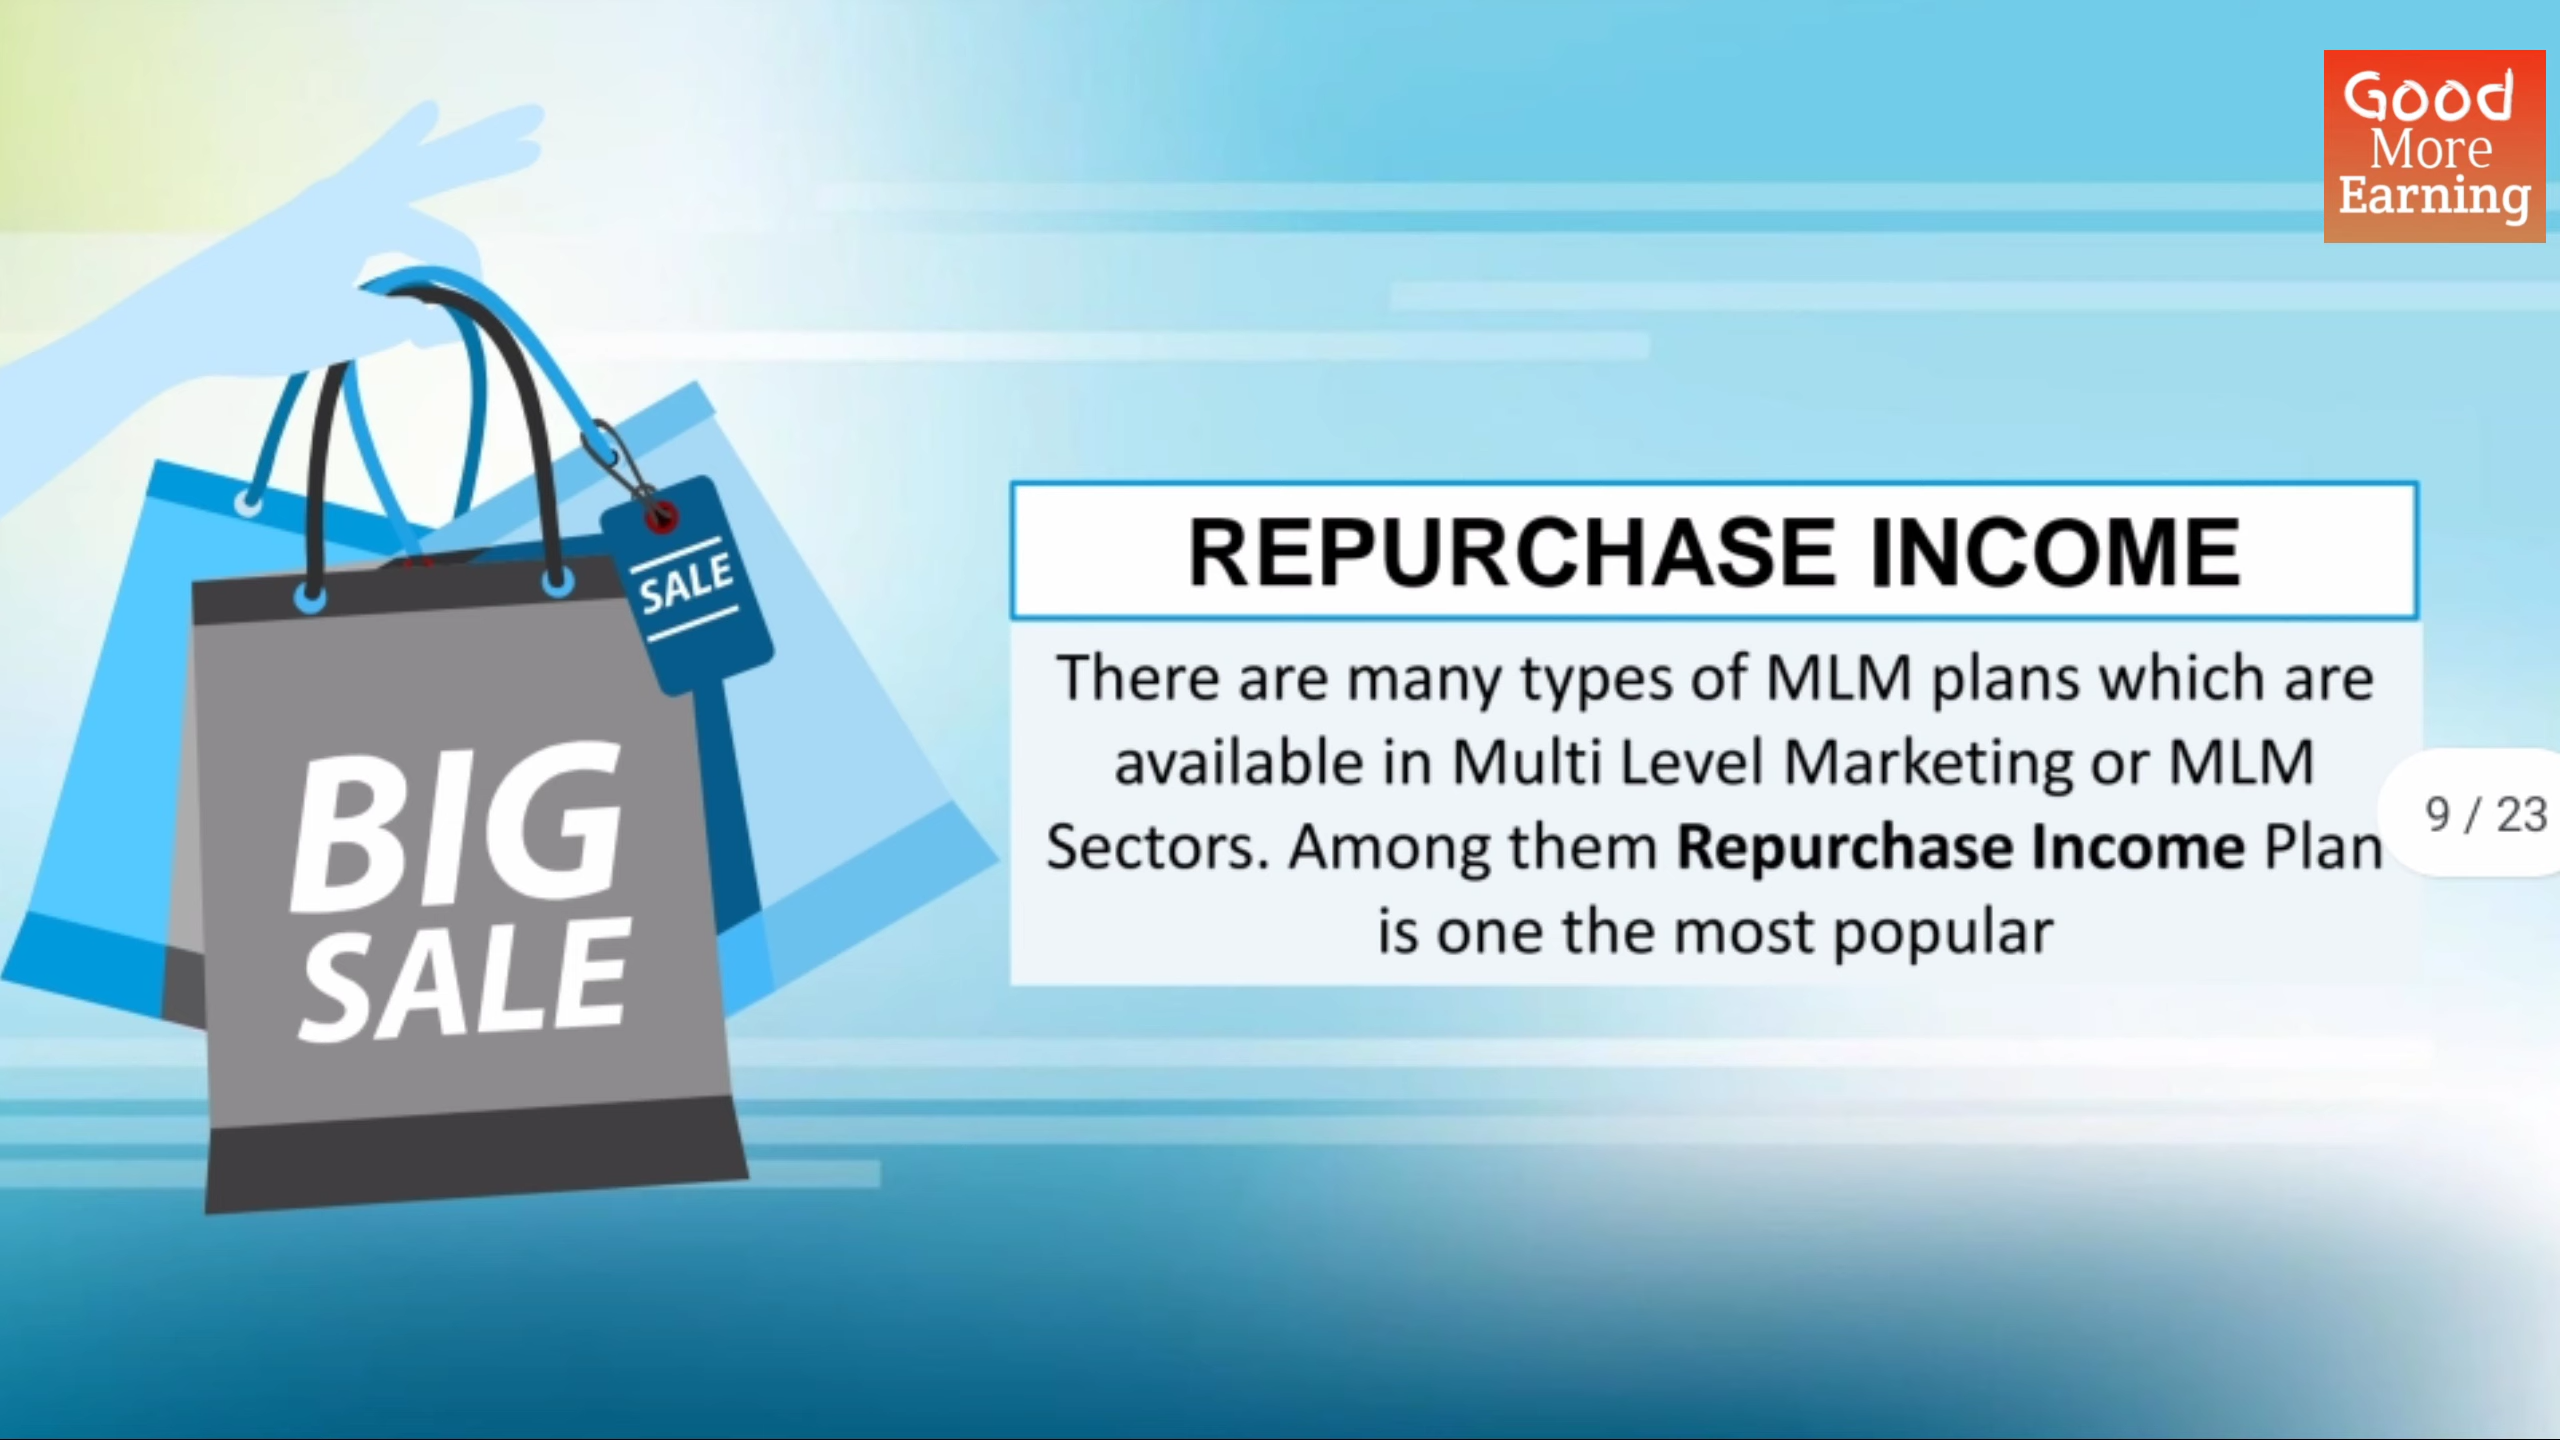 Good
More
Earning
SALE
BIG
SALE
REPURCHASE INCOME
There are many types of MLM plans which are
available in Multi Level Marketing or MLM
Sectors. Among them Repurchase Income Plan
is one the most popular
9 / 23